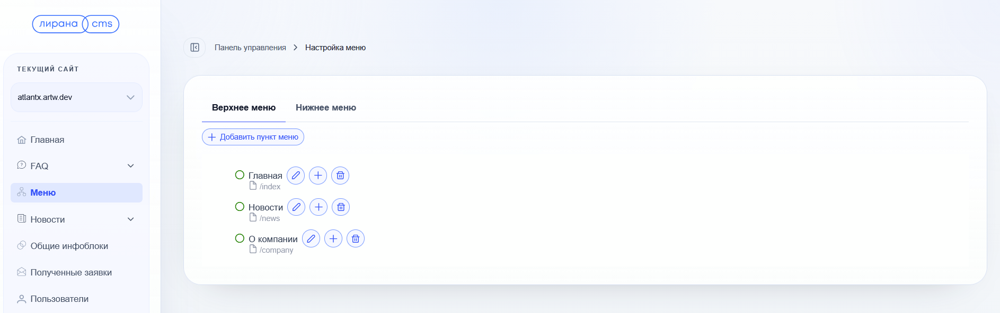 лирана cms
Панель управления
Настройка меню
ТЕКУЩИЙ САЙТ
atlantx.artw.dev
Главная
FAQ
Меню
Новости
Общие инфоблоки
Полученные заявки
Пользователи
Верхнее меню
Нижнее меню
Добавить пункт меню
Главная
/index
Новости
/news
О компании
/company